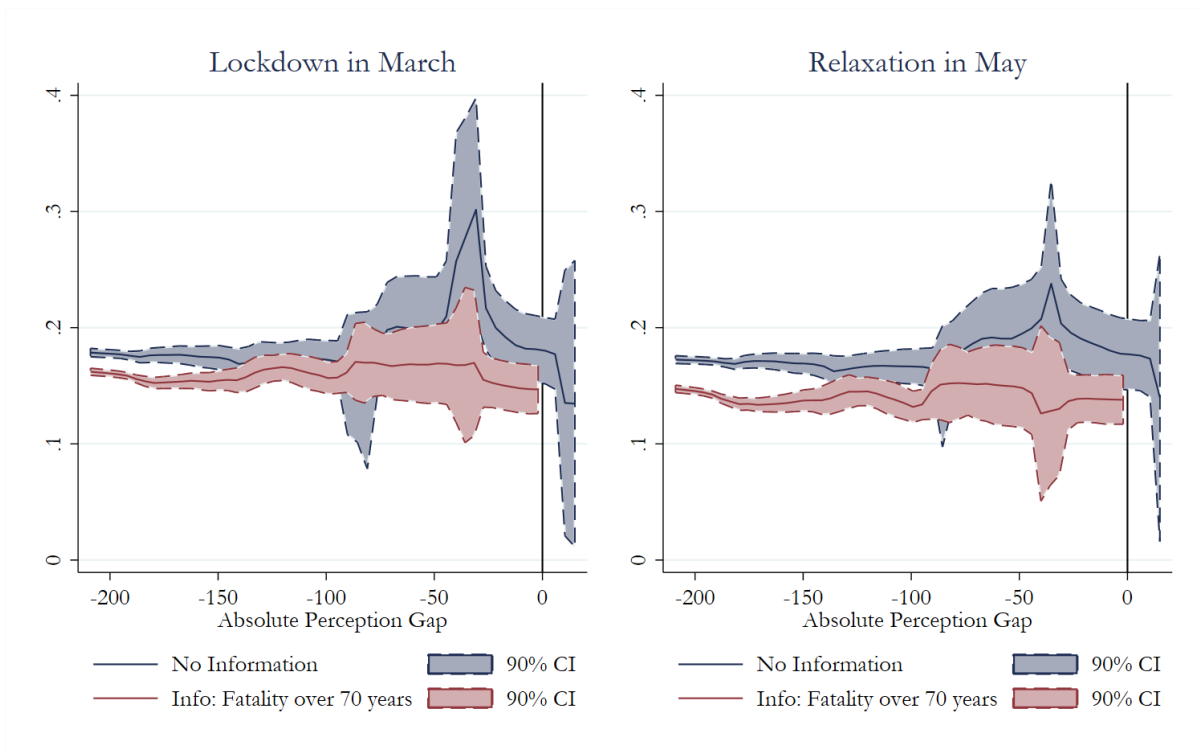 Lockdown in March
.4
.3
.2
.1
0
-200 -150 -100 -50 0
Absolute Perception Gap
No Information 90% CI
Info: Fatality over 70 years 90% CI
Relaxation in May
.4
.3
.2
.1
0
-200 -150 -100 -50 0
Absolute Perception Gap
No Information 90% CI
Info: Fatality over 70 years 90% CI